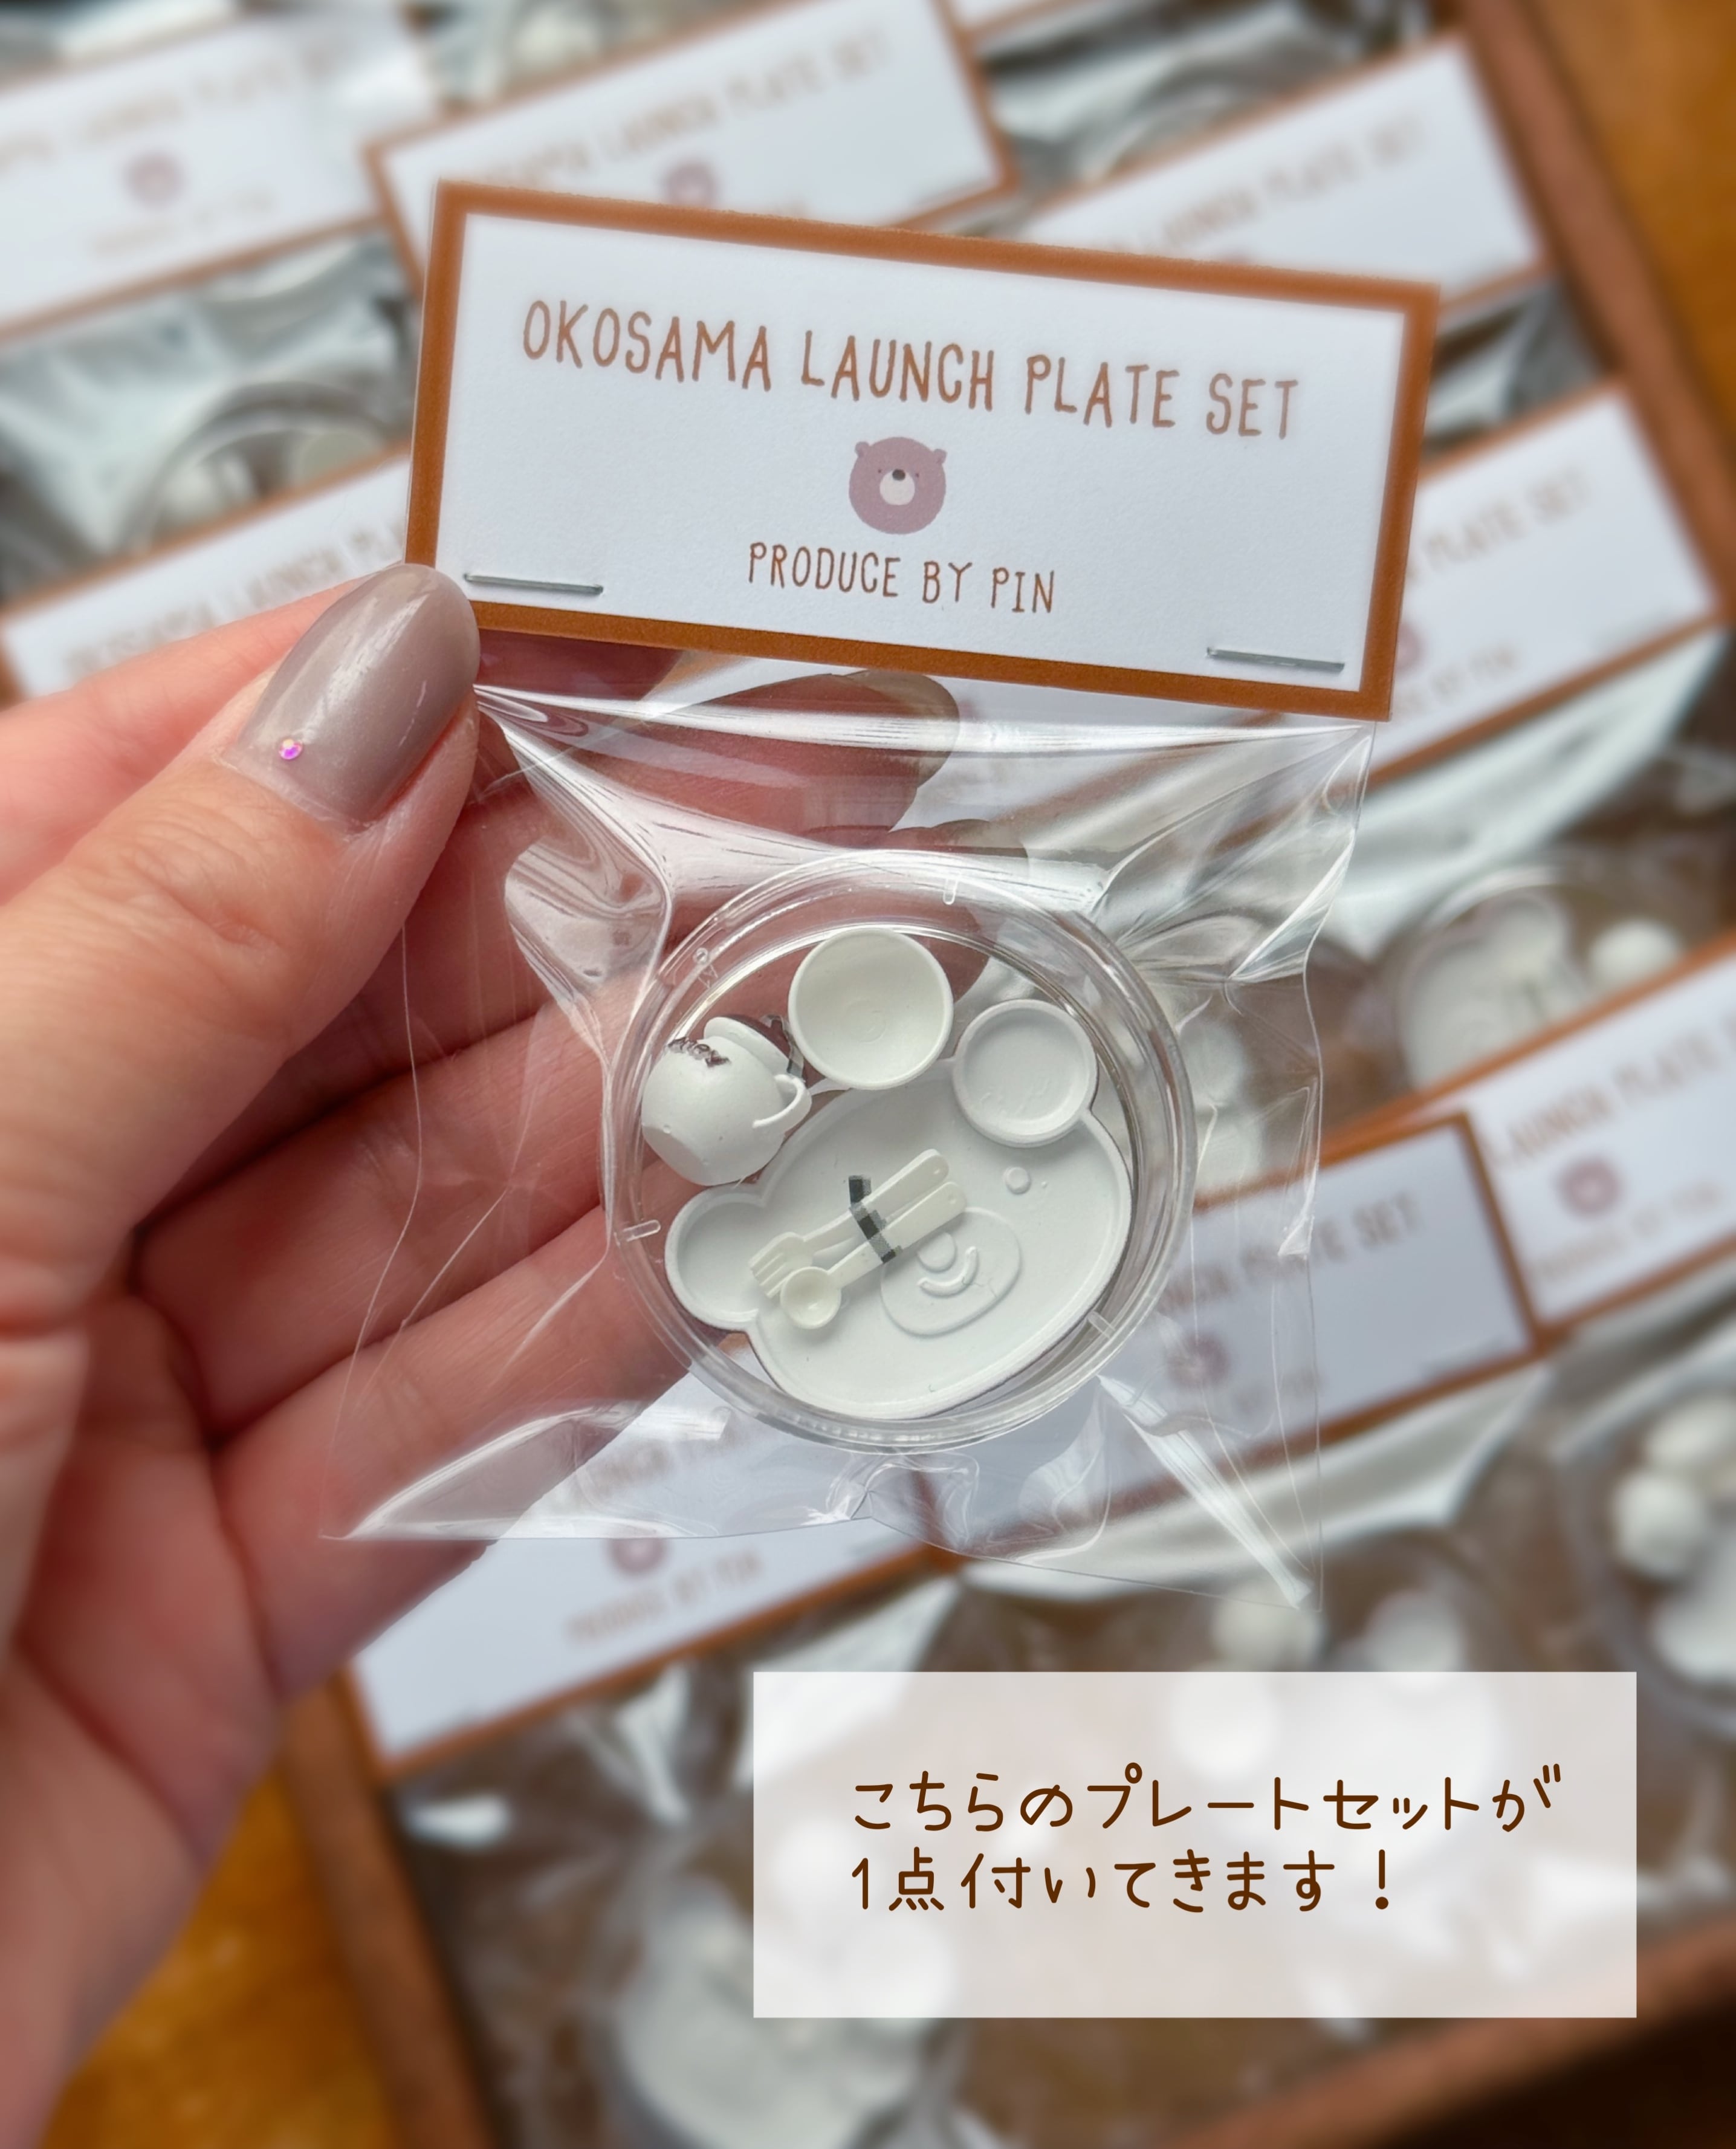 OKOSAMA LAUNCH PLATE SET
PRODUCE BY PIN
こちらのプレートセットが
1点付いてきます！